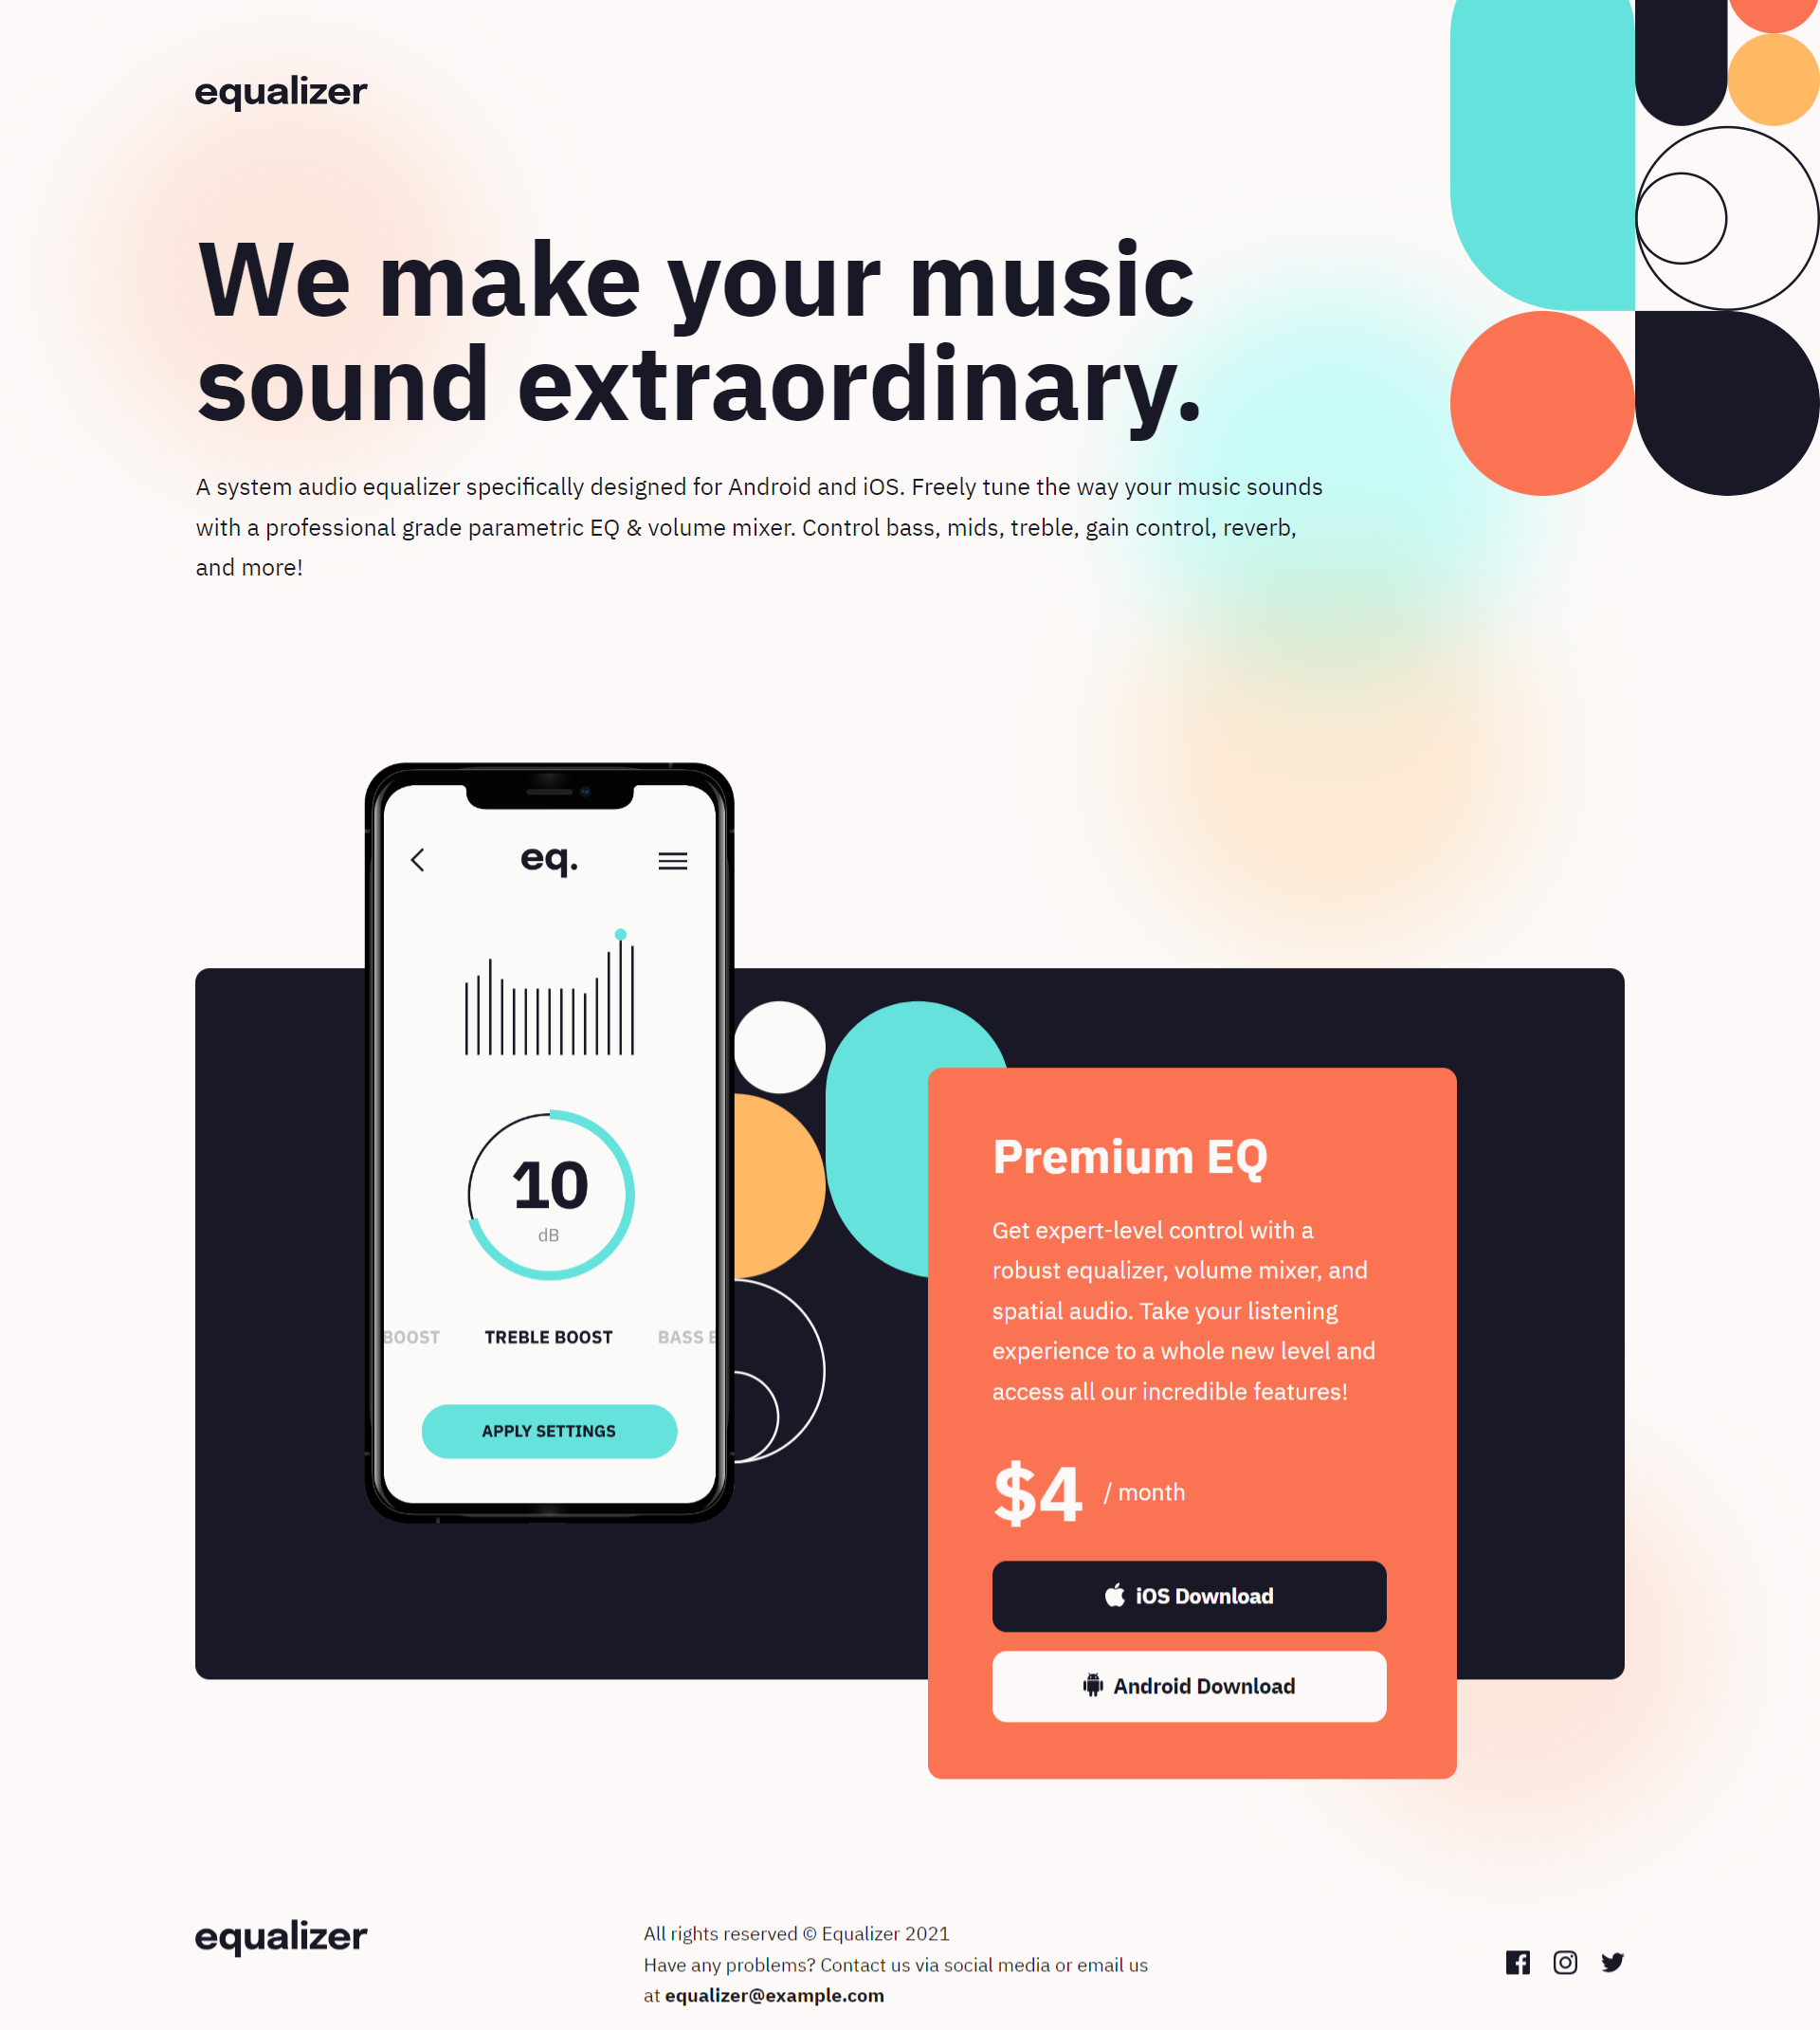 equalizer
We make your music
sound extraordinary.
A system audio equalizer specifically designed for Android and iOS. Freely tune the way your music sounds
with a professional grade parametric EQ & volume mixer. Control bass, mids, treble, gain control, reverb,
and more!
eq.
10
dB
BOOST TREBLE BOOST BASS B
APPLY SETTINGS
Premium EQ
Get expert-level control with a
robust equalizer, volume mixer, and
spatial audio. Take your listening
experience to a whole new level and
access all our incredible features!
$4 / month
iOS Download
Android Download
equalizer
All rights reserved © Equalizer 2021
Have any problems? Contact us via social media or email us
at equalizer@example.com